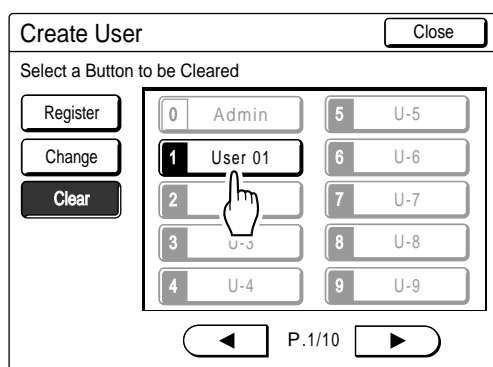 Create User
Close
Select a Button to be Cleared
Register
Change
Clear
0 Admin
1 User 01
2
3 U-3
4 U-4
5 U-5
6 U-6
7 U-7
8 U-8
9 U-9
◀ P.1/10 ▶